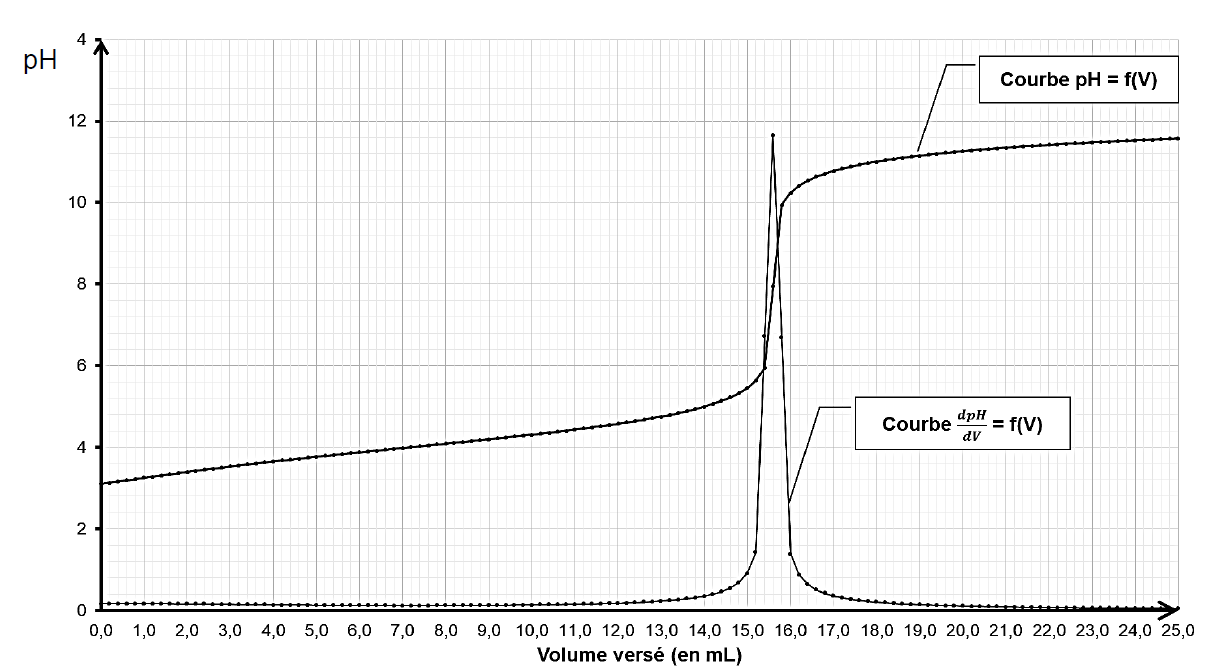 pH
4
12
10
8
6
4
2
0
Courbe pH = f(V)
Courbe dpH/dV = f(V)
0,0 1,0 2,0 3,0 4,0 5,0 6,0 7,0 8,0 9,0 10,0 11,0 12,0 13,0 14,0 15,0 16,0 17,0 18,0 19,0 20,0 21,0 22,0 23,0 24,0 25,0
Volume versé (en mL)